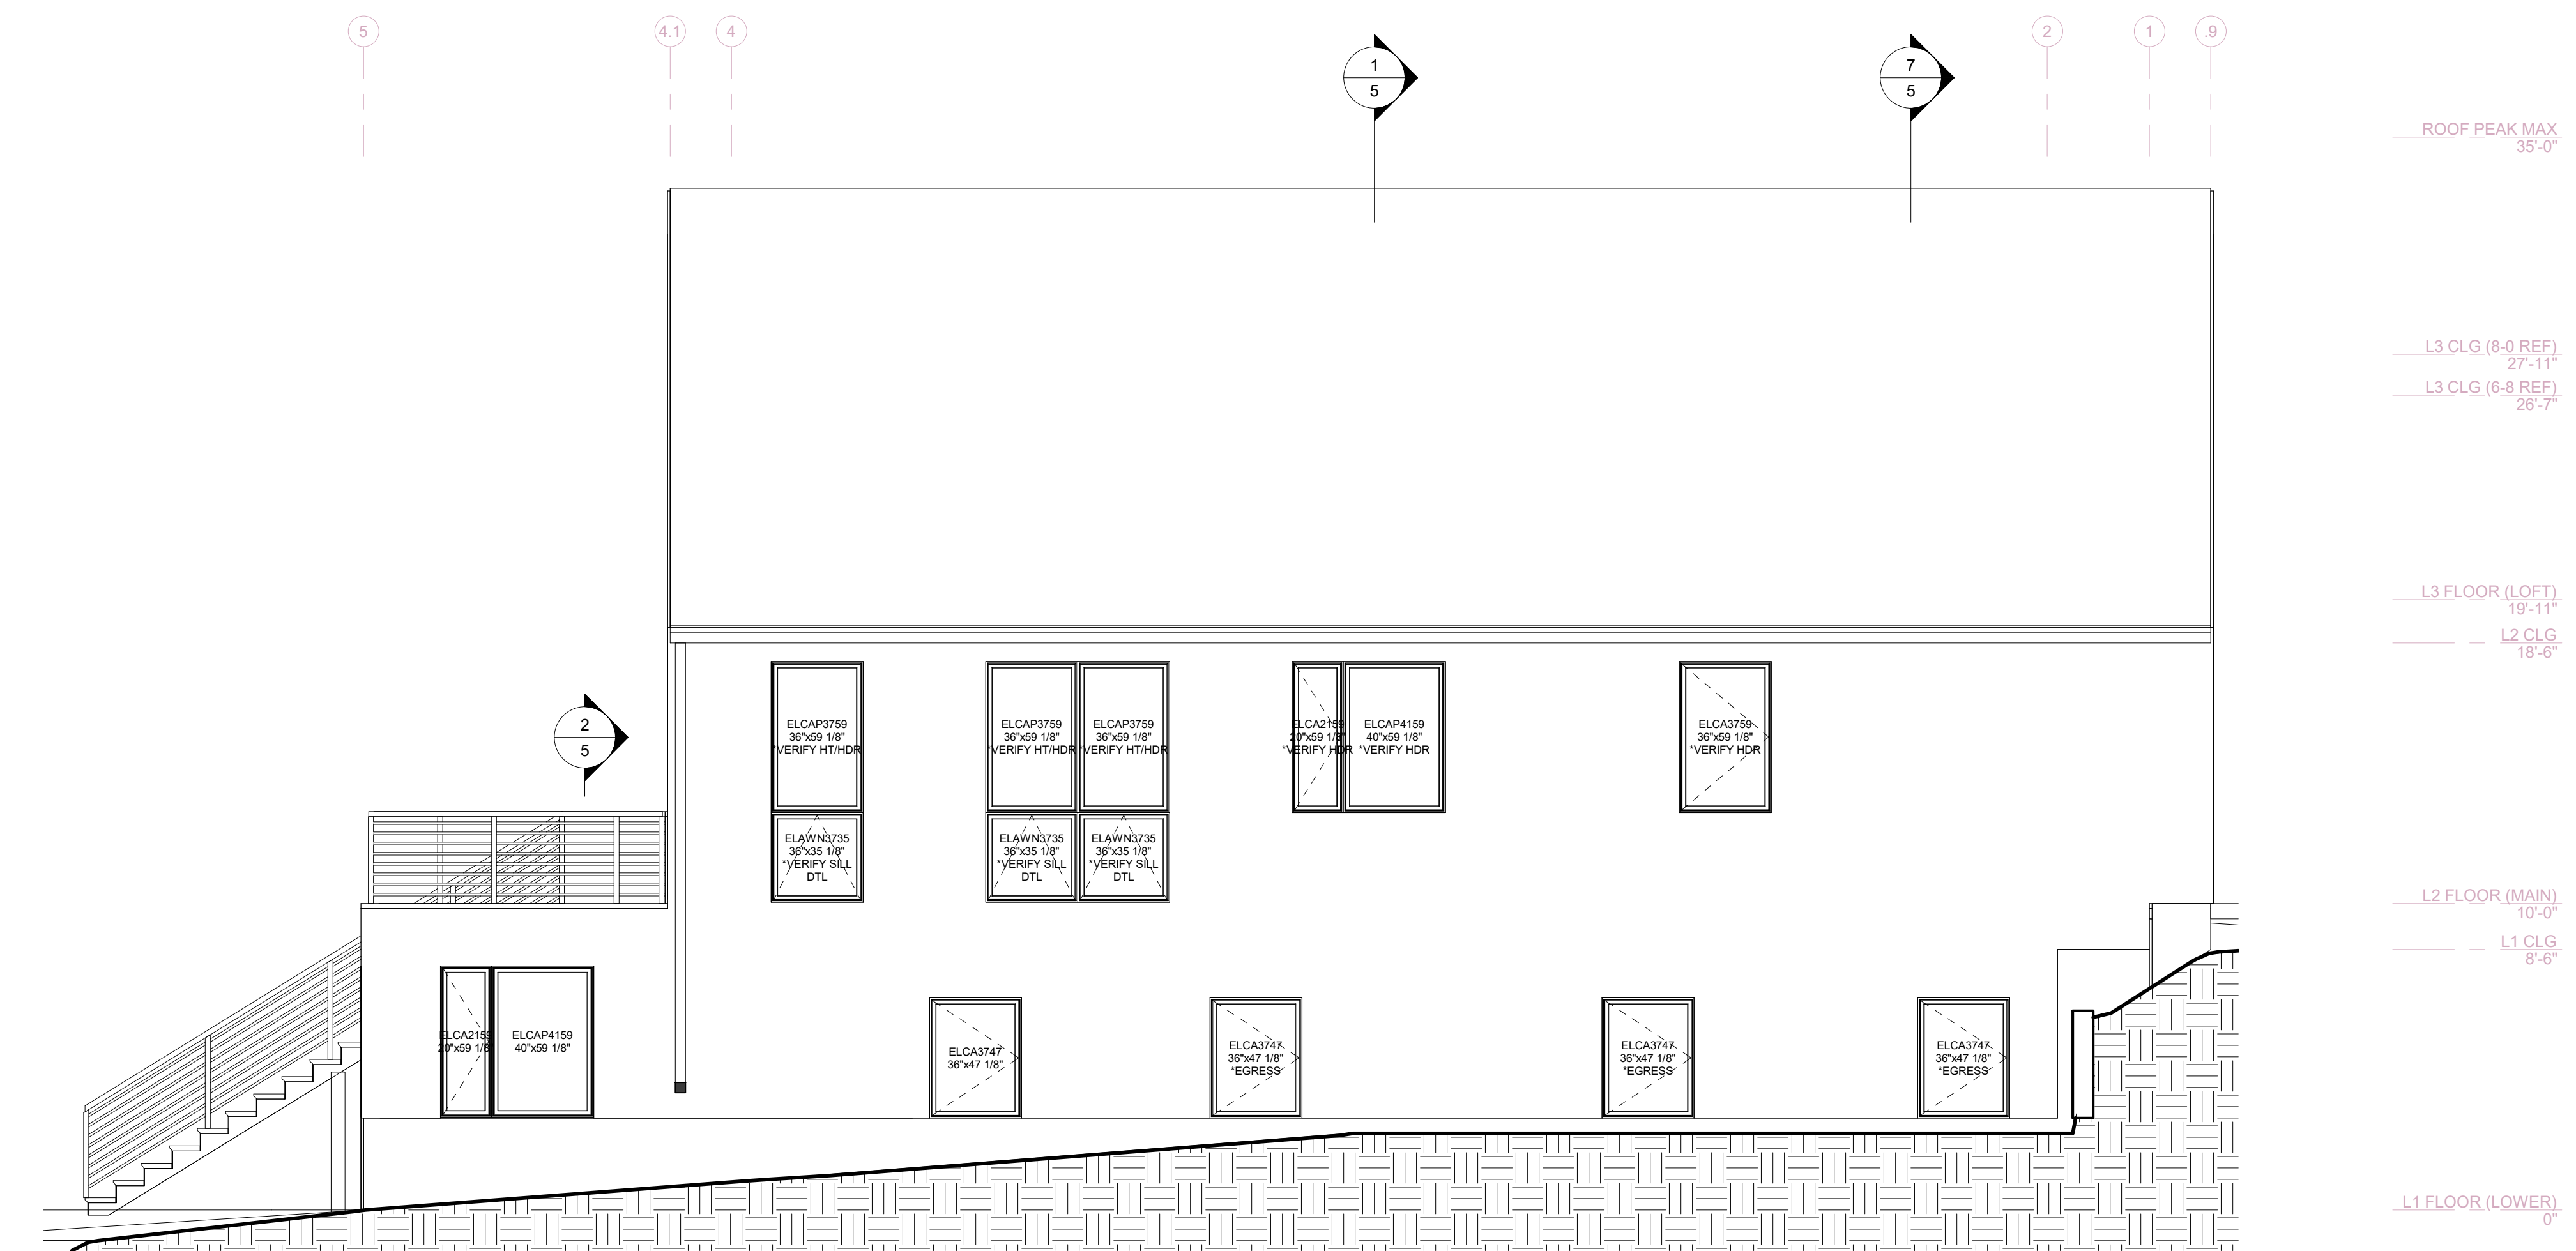 5
4.1
4
1
5
7
5
2
1
.9
ROOF PEAK MAX
35'-0"
L3 CLG (8-0 REF)
27'-11"
L3 CLG (6-8 REF)
26'-7"
L3 FLOOR (LOFT)
19'-11"
L2 CLG
18'-6"
2
5
ELCAP3759
36"x59 1/8"
*VERIFY HT/HDR
ELCAP3759
36"x59 1/8"
*VERIFY HT/HDR
ELCAP3759
36"x59 1/8"
*VERIFY HT/HDR
ELCA2159
20"x59 1/8"
*VERIFY HDR
ELCAP4159
40"x59 1/8"
*VERIFY HDR
ELCA3759
36"x59 1/8"
*VERIFY HDR
ELAWN3735
36"x35 1/8"
*VERIFY SILL
DTL
ELAWN3735
36"x35 1/8"
*VERIFY SILL
DTL
ELAWN3735
36"x35 1/8"
*VERIFY SILL
DTL
L2 FLOOR (MAIN)
10'-0"
L1 CLG
8'-6"
ELCA2159
20"x59 1/8"
ELCAP4159
40"x59 1/8"
ELCA3747
36"x47 1/8"
ELCA3747
36"x47 1/8"
*EGRESS
ELCA3747
36"x47 1/8"
*EGRESS
ELCA3747
36"x47 1/8"
*EGRESS
L1 FLOOR (LOWER)
0"